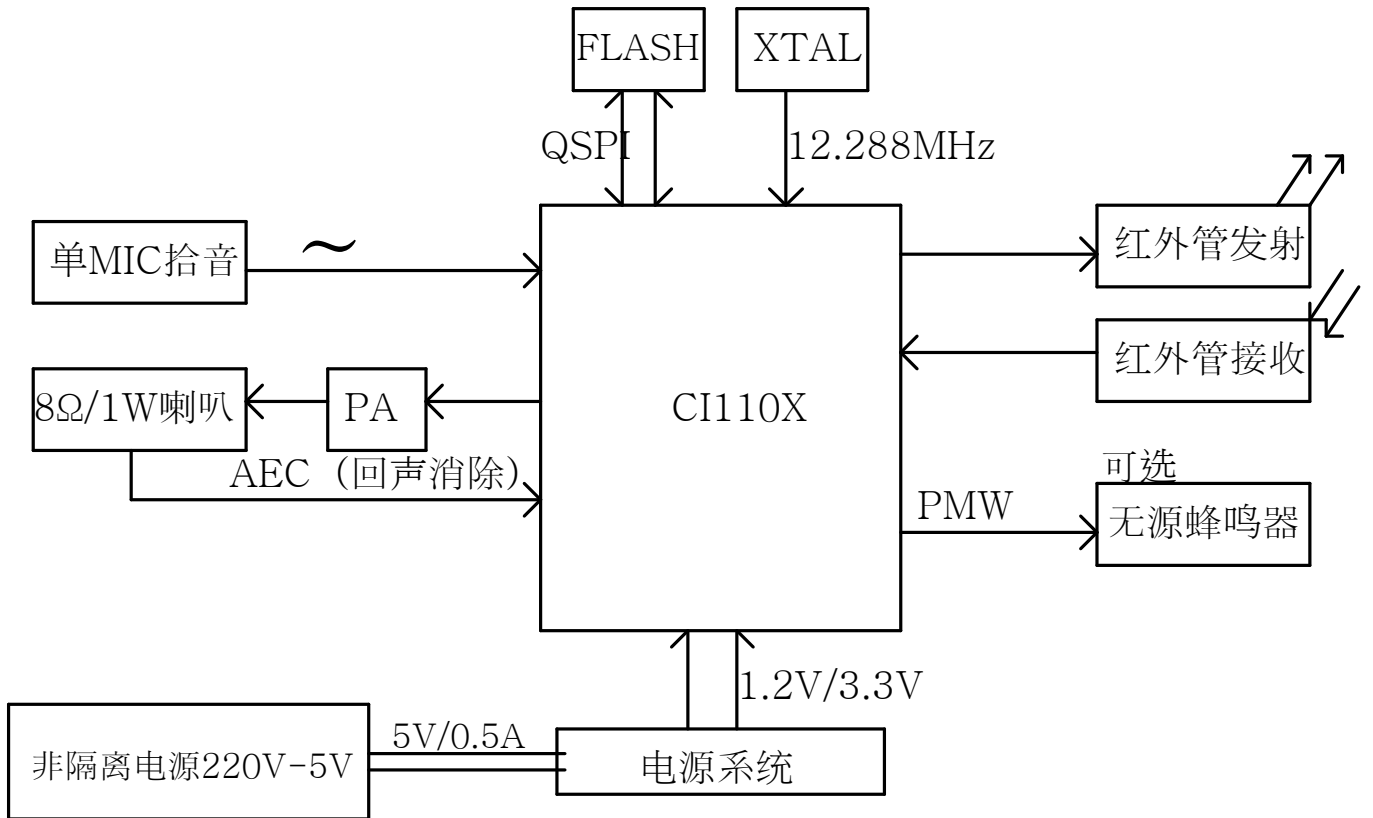 FLASH
XTAL
QSPI
12.288MHz
单MIC拾音
~
红外管发射
红外管接收
8Ω/1W喇叭
PA
CI110X
AEC（回声消除）
可选
PMW
无源蜂鸣器
1.2V/3.3V
5V/0.5A
非隔离电源220V-5V
电源系统